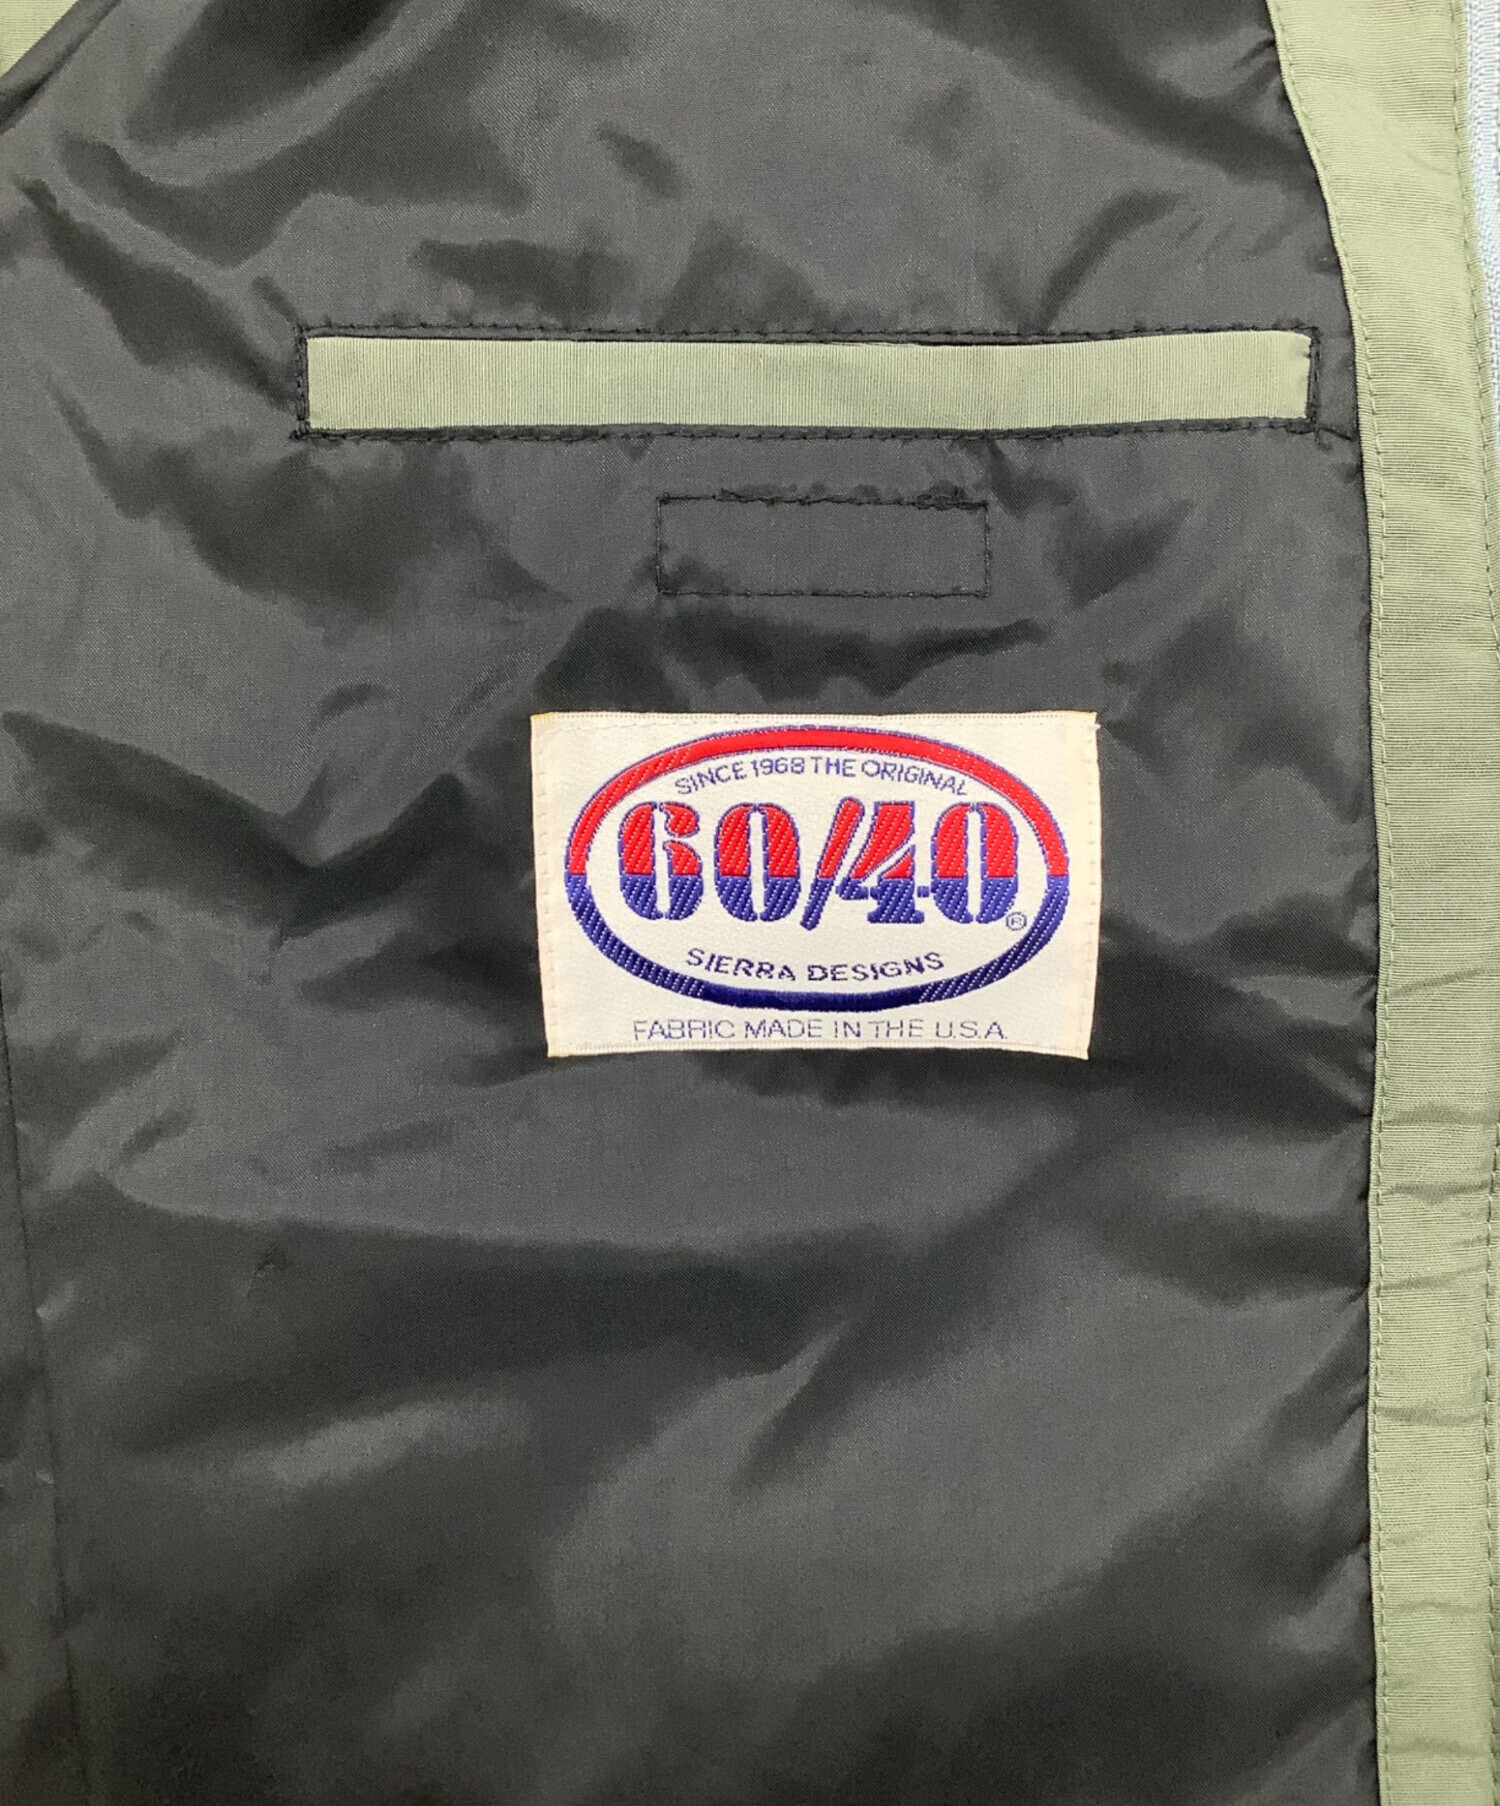 SINCE 1968 THE ORIGINAL
60/40®
SIERRA DESIGNS
FABRIC MADE IN THE U.S.A.